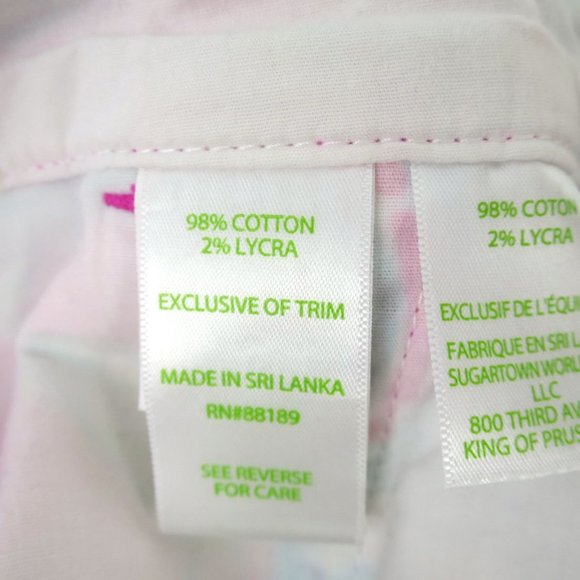 98% COTTON
2% LYCRA
EXCLUSIVE OF TRIM
MADE IN SRI LANKA
RN#88189
SEE REVERSE
FOR CARE
98%
2% LYCRA
EXCLUSIF DE
FABRIQUE EN SRI
SUGARTOWN
LLC
800 THIRD
KING OF